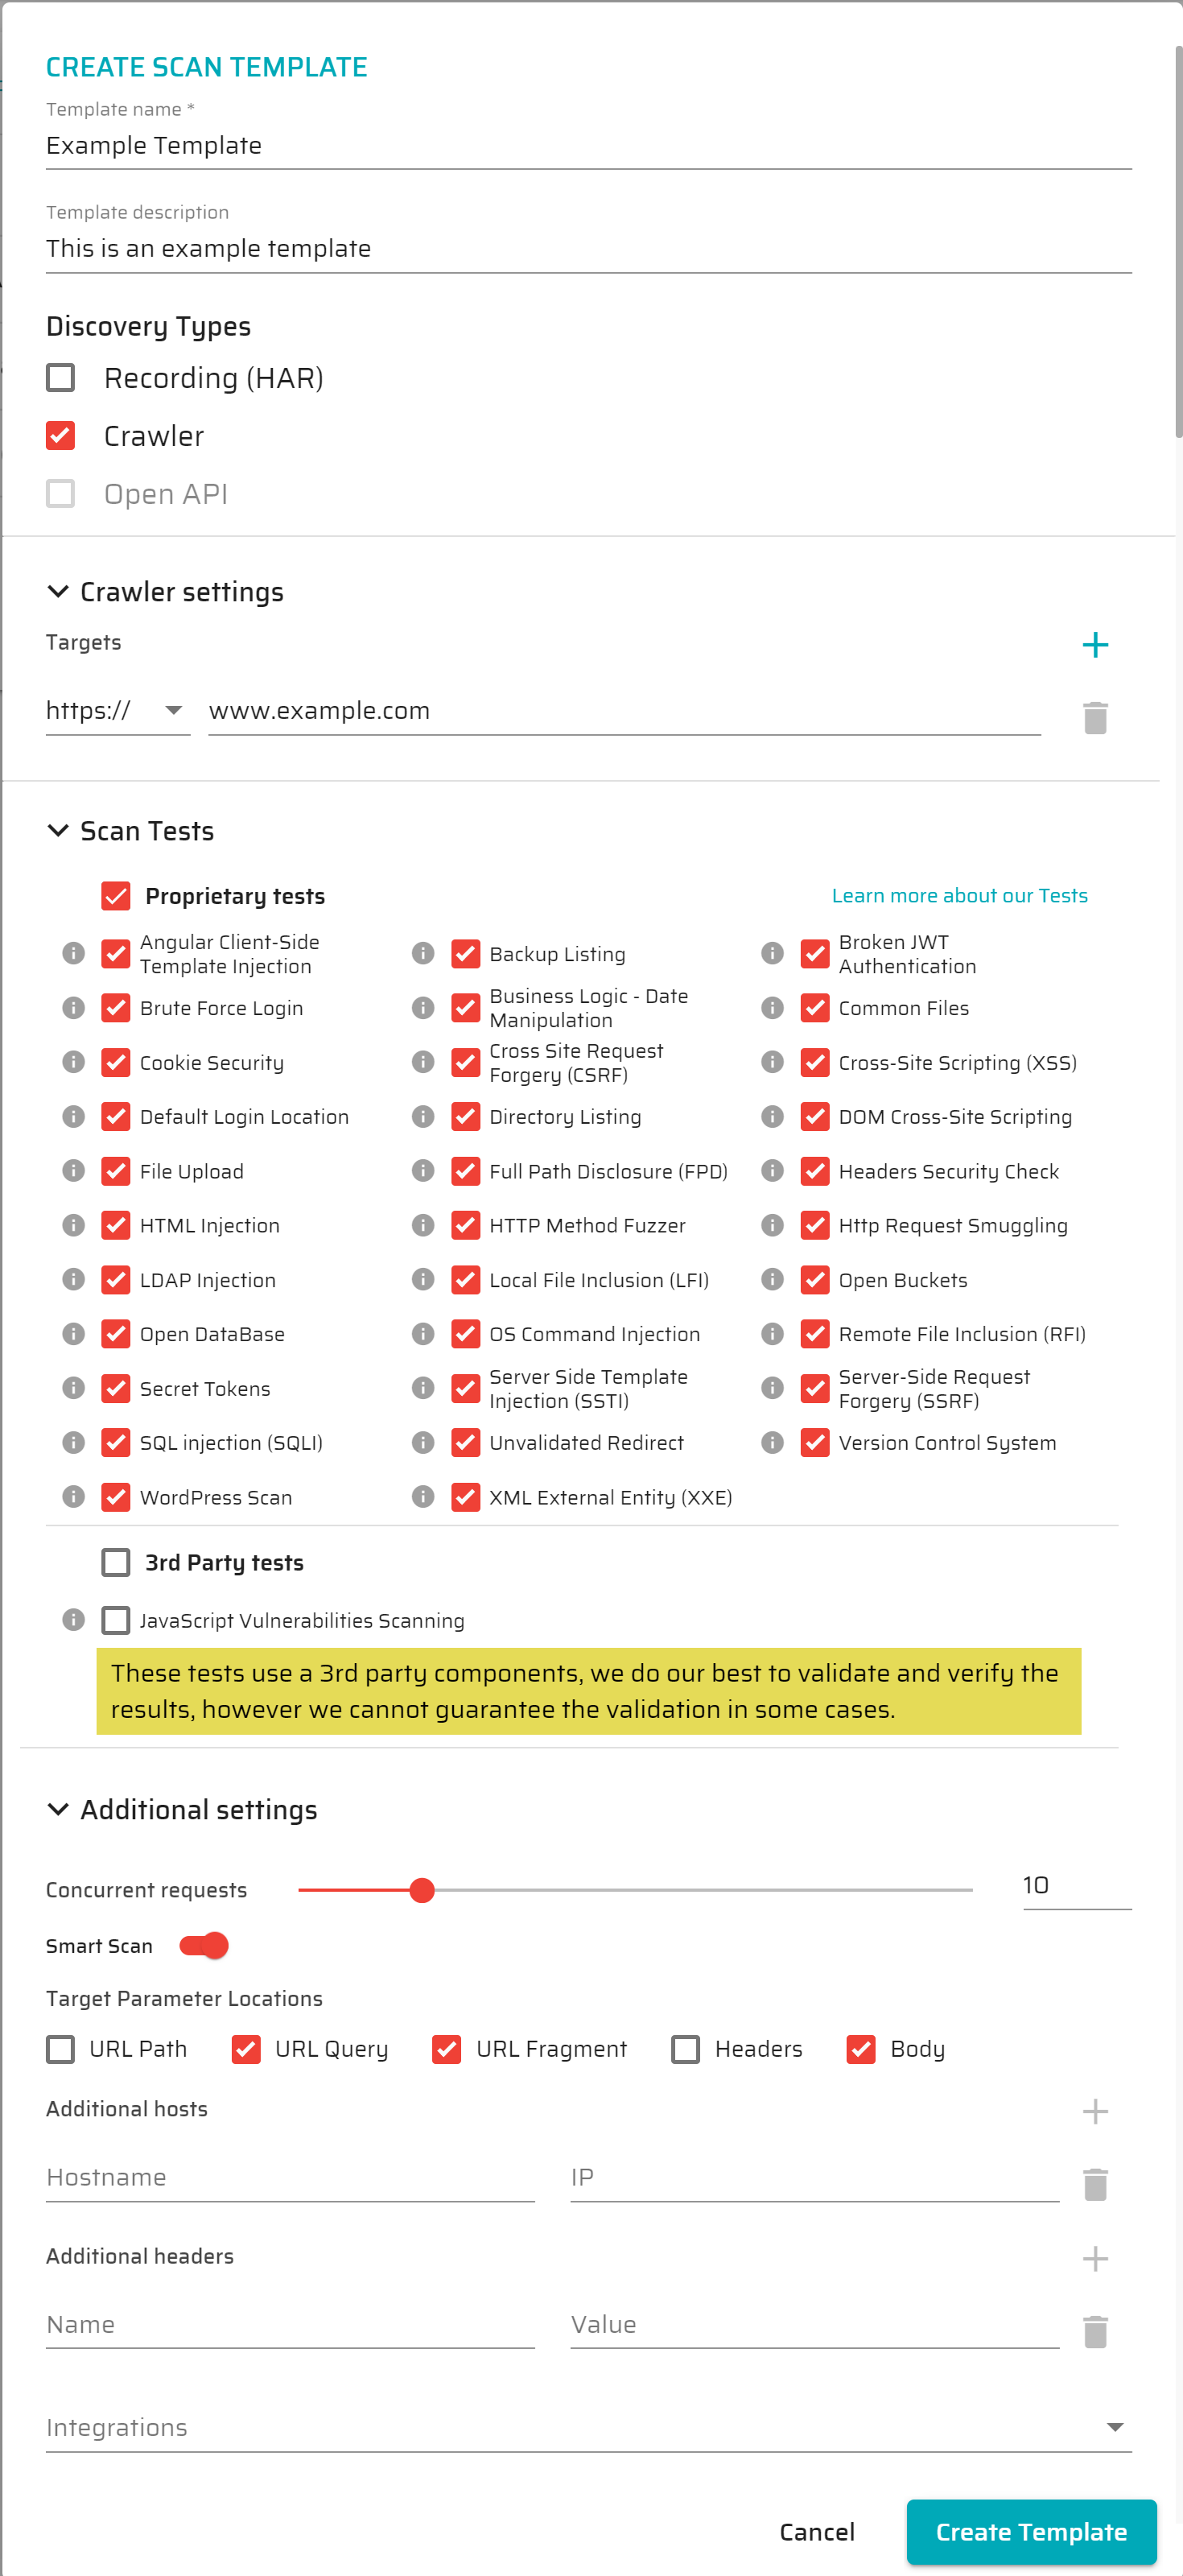 CREATE SCAN TEMPLATE
Template name *
Example Template
Template description
This is an example template
Discovery Types
Recording (HAR)
Crawler
Open API
Crawler settings
Targets
https:// www.example.com
Scan Tests
Proprietary tests Learn more about our Tests
Angular Client-Side
Template Injection
Backup Listing
Broken JWT
Authentication
Brute Force Login
Business Logic - Date
Manipulation
Common Files
Cookie Security
Cross Site Request
Forgery (CSRF)
Cross-Site Scripting (XSS)
Default Login Location Directory Listing DOM Cross-Site Scripting
File Upload Full Path Disclosure (FPD) Headers Security Check
HTML Injection HTTP Method Fuzzer Http Request Smuggling
LDAP Injection Local File Inclusion (LFI) Open Buckets
Open DataBase OS Command Injection Remote File Inclusion (RFI)
Secret Tokens
Server Side Template
Injection (SSTI)
Server-Side Request
Forgery (SSRF)
SQL injection (SQLI) Unvalidated Redirect Version Control System
WordPress Scan XML External Entity (XXE)
3rd Party tests
JavaScript Vulnerabilities Scanning
These tests use a 3rd party components, we do our best to validate and verify the
results, however we cannot guarantee the validation in some cases.
Additional settings
Concurrent requests 10
Smart Scan
Target Parameter Locations
URL Path URL Query URL Fragment Headers Body
Additional hosts
Hostname IP
Additional headers
Name Value
Integrations
Cancel Create Template